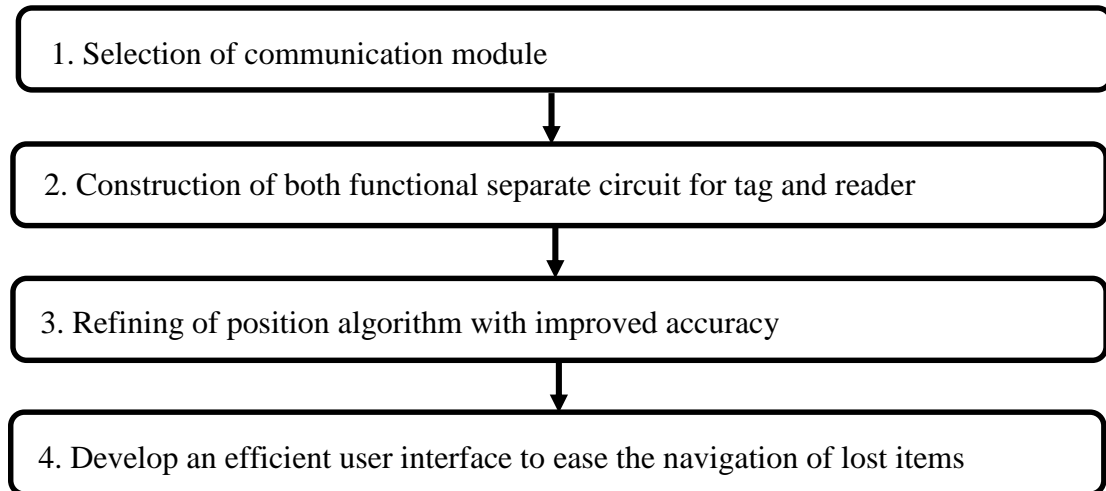 1. Selection of communication module
2. Construction of both functional separate circuit for tag and reader
3. Refining of position algorithm with improved accuracy
4. Develop an efficient user interface to ease the navigation of lost items